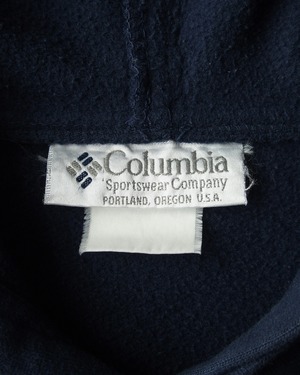 Columbia
Sportswear Company
PORTLAND, OREGON U.S.A.